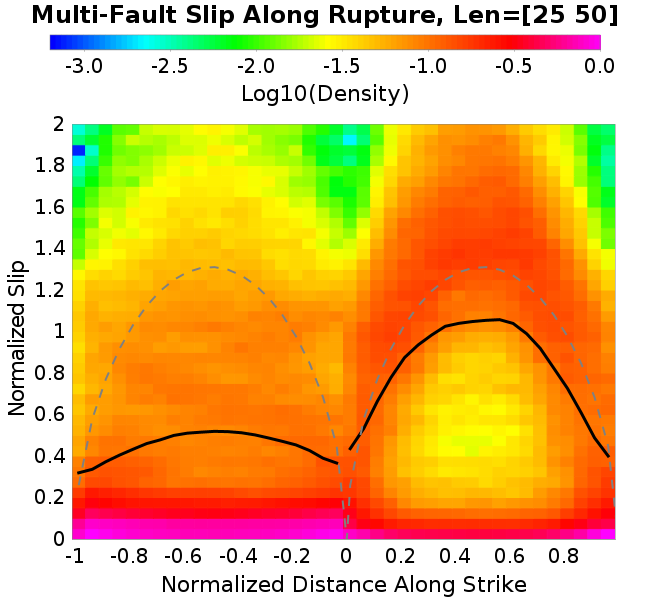 Multi-Fault Slip Along Rupture, Len=[25 50]
-3.0 -2.5 -2.0 -1.5 -1.0 -0.5 0.0
Log10(Density)
2
1.8
1.6
1.4
1.2
1
0.8
0.6
0.4
0.2
0
Normalized Slip
-1 -0.8 -0.6 -0.4 -0.2 0 0.2 0.4 0.6 0.8
Normalized Distance Along Strike